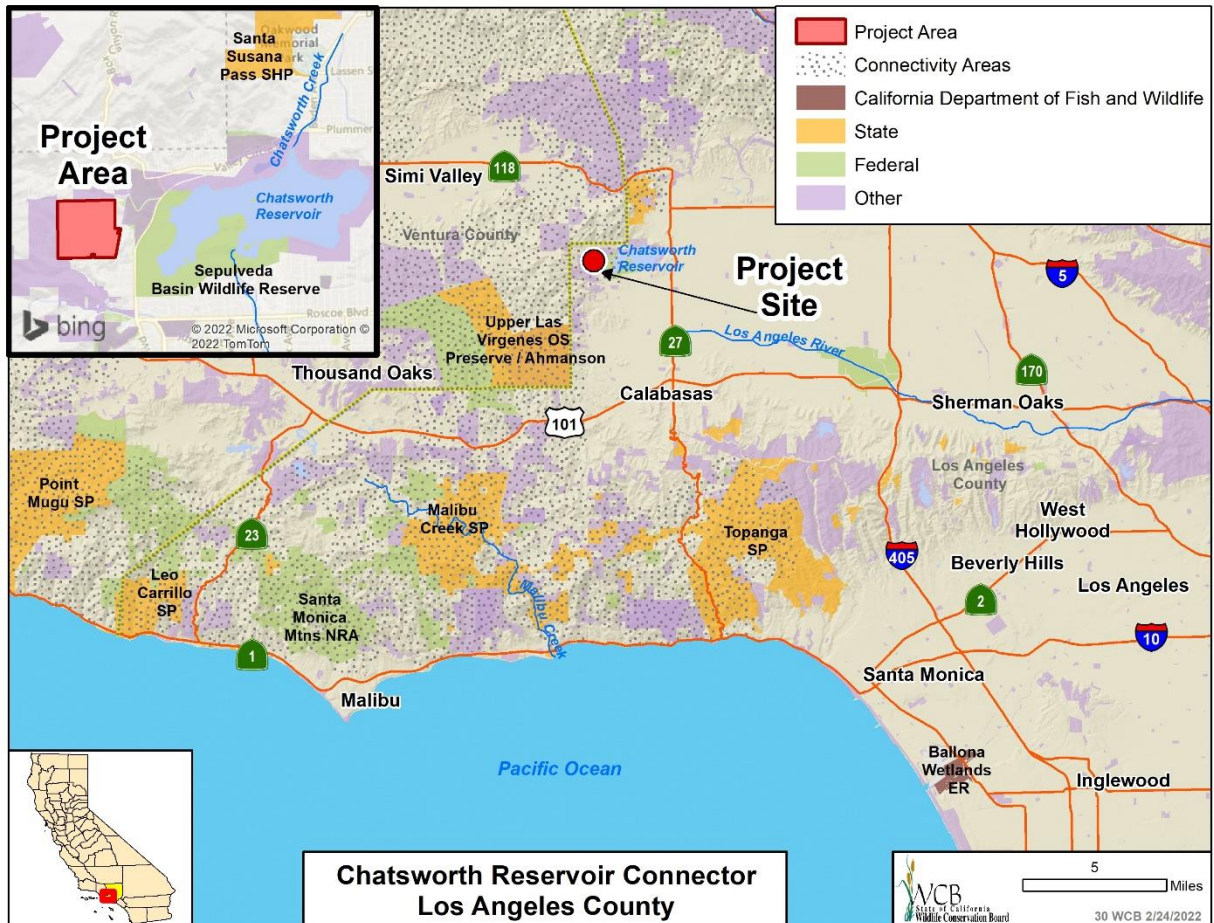 Santa
Susana
Pass SHP
Oakwood
Memorial
Park
Lassen S
Chatsworth Creek
Plummer
Valley Circle
Project
Area
Chatsworth
Reservoir
Sepulveda
Basin Wildlife Reserve
Roscoe Blvd
bing
© 2022 Microsoft Corporation ©
2022 TomTom
Project Area
Connectivity Areas
California Department of Fish and Wildlife
State
Federal
Other
Simi Valley
118
Ventura County
Chatsworth
Reservoir
Project
Site
5
Upper Las
Virgenes OS
Preserve / Ahmanson
27
Los Angeles River
170
Thousand Oaks
Calabasas
Sherman Oaks
101
Los Angeles
County
Point
Mugu SP
23
Malibu
Creek SP
Topanga
SP
West
Hollywood
405
Beverly Hills
Los Angeles
2
10
Leo
Carrillo
SP
Santa
Monica
Mtns NRA
Malibu Creek
1
Malibu
Santa Monica
Pacific Ocean
Ballona
Wetlands
ER
Inglewood
Chatsworth Reservoir Connector
Los Angeles County
WCB
State of California
Wildlife Conservation Board
5
Miles
30 WCB 2/24/2022